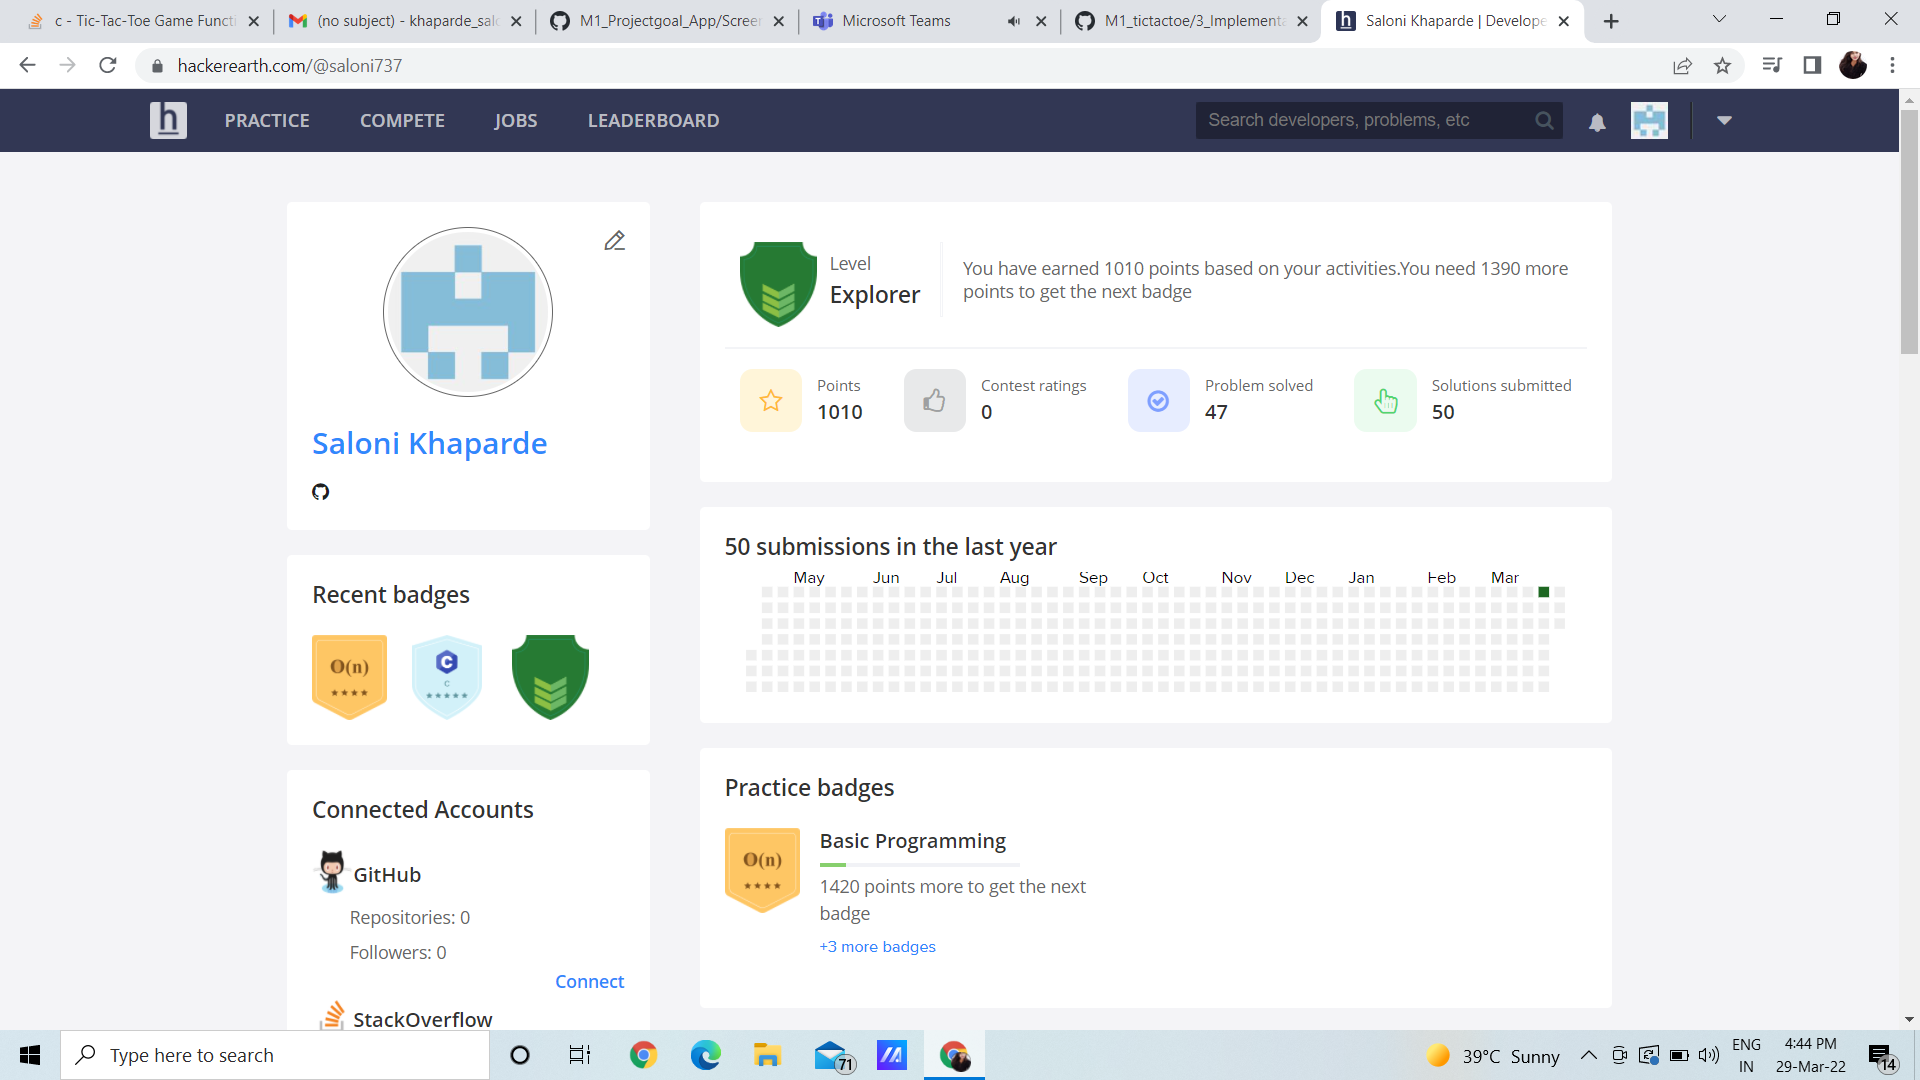 c - Tic-Tac-Toe Game Functi
(no subject) - khaparde_salo
M1_Projectgoal_App/Screen
Microsoft Teams
M1_tictactoe/3_Implementa
Saloni Khaparde | Develope
hackerearth.com/@saloni737
h PRACTICE COMPETE JOBS LEADERBOARD
Search developers, problems, etc
Saloni Khaparde
Level
Explorer
You have earned 1010 points based on your activities.You need 1390 more
points to get the next badge
Points
1010
Contest ratings
0
Problem solved
47
Solutions submitted
50
50 submissions in the last year
May Jun Jul Aug Sep Oct Nov Dec Jan Feb Mar
Recent badges
O(n)
C
C
Connected Accounts
GitHub
Repositories: 0
Followers: 0
Connect
StackOverflow
Practice badges
O(n)
Basic Programming
1420 points more to get the next
badge
+3 more badges
Type here to search
71
39°C Sunny
ENG
IN
4:44 PM
29-Mar-22
14